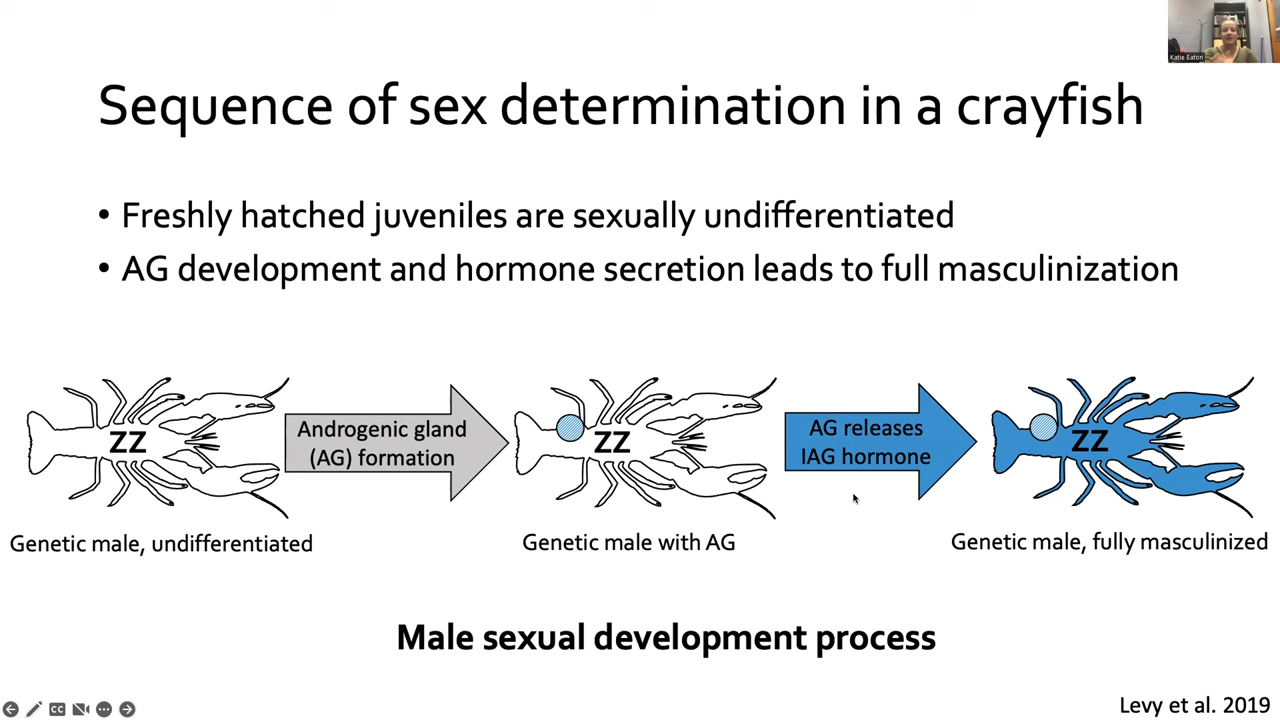 Katie Eaton
Sequence of sex determination in a crayfish
• Freshly hatched juveniles are sexually undifferentiated
• AG development and hormone secretion leads to full masculinization
ZZ
Androgenic gland
(AG) formation
ZZ
AG releases
IAG hormone
ZZ
Genetic male, undifferentiated
Genetic male with AG
Genetic male, fully masculinized
Male sexual development process
CC
Levy et al. 2019